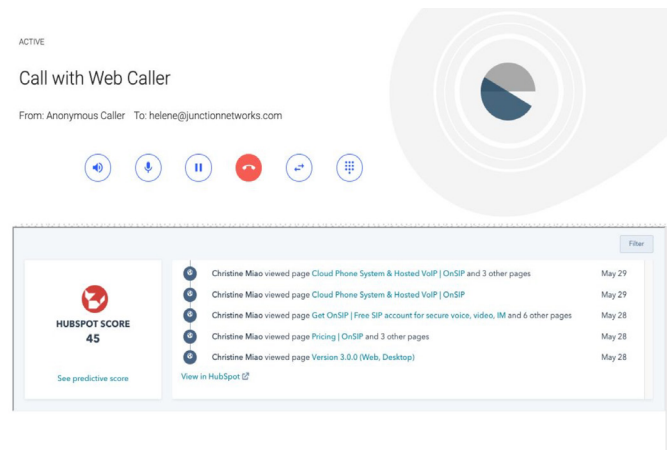 ACTIVE
Call with Web Caller
From: Anonymous Caller To: helene@junctionnetworks.com
Filter
HUBSPOT SCORE
45
See predictive score
Christine Miao viewed page Cloud Phone System & Hosted VoIP | OnSIP and 3 other pages May 29
Christine Miao viewed page Cloud Phone System & Hosted VoIP | OnSIP May 29
Christine Miao viewed page Get OnSIP | Free SIP account for secure voice, video, IM and 6 other pages May 28
Christine Miao viewed page Pricing | OnSIP and 3 other pages May 28
Christine Miao viewed page Version 3.0.0 (Web, Desktop) May 28
View in HubSpot